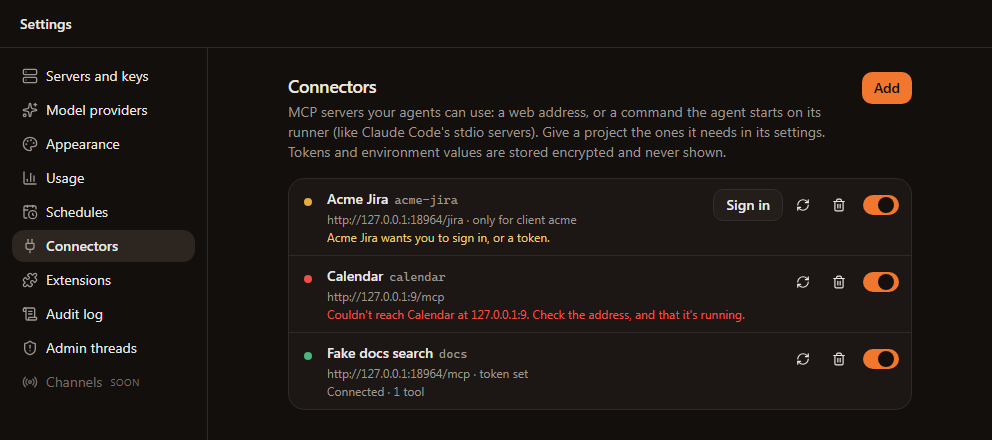 Settings
Servers and keys
Model providers
Appearance
Usage
Schedules
Connectors
Extensions
Audit log
Admin threads
Channels SOON
Connectors
Add
MCP servers your agents can use: a web address, or a command the agent starts on its
runner (like Claude Code's stdio servers). Give a project the ones it needs in its settings.
Tokens and environment values are stored encrypted and never shown.
Acme Jira acme-jira
http://127.0.0.1:18964/jira · only for client acme
Acme Jira wants you to sign in, or a token.
Sign in
Calendar calendar
http://127.0.0.1:9/mcp
Couldn't reach Calendar at 127.0.0.1:9. Check the address, and that it's running.
Fake docs search docs
http://127.0.0.1:18964/mcp · token set
Connected · 1 tool